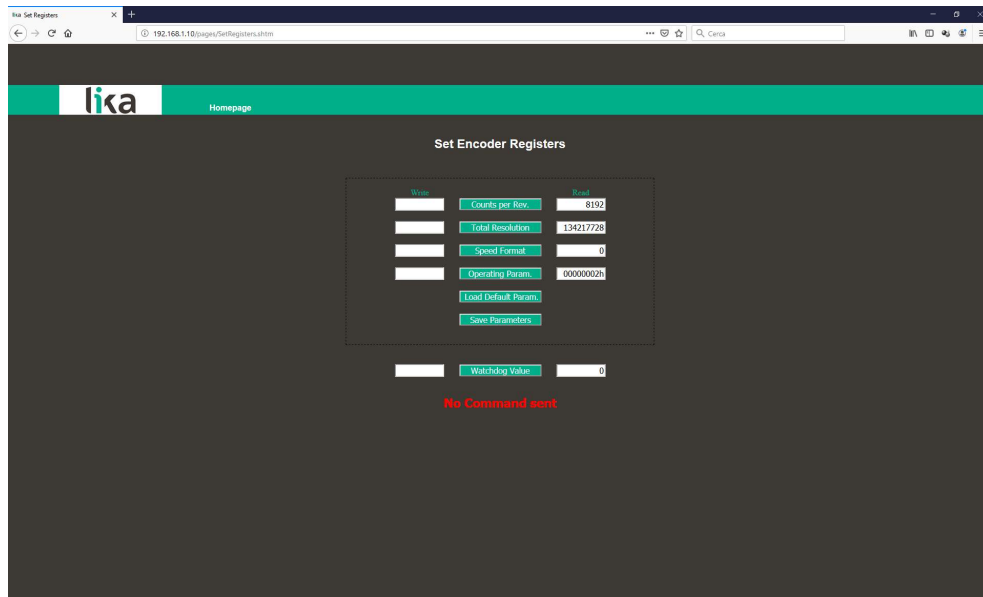 lika Set Registers
192.168.1.10/pages/SetRegisters.shtm
Cerca
lika
Homepage
Set Encoder Registers
Write Read
Counts per Rev. 8192
Total Resolution 134217728
Speed Format 0
Operating Param. 00000002h
Load Default Param.
Save Parameters
Watchdog Value 0
No Command sent